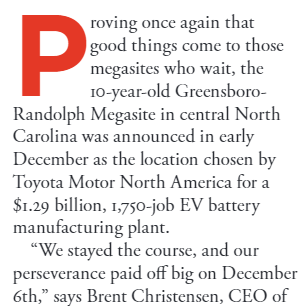 Proving once again that
good things come to those
megasites who wait, the
10-year-old Greensboro-
Randolph Megasite in central North
Carolina was announced in early
December as the location chosen by
Toyota Motor North America for a
$1.29 billion, 1,750-job EV battery
manufacturing plant.
“We stayed the course, and our
perseverance paid off big on December
6th,” says Brent Christensen, CEO of